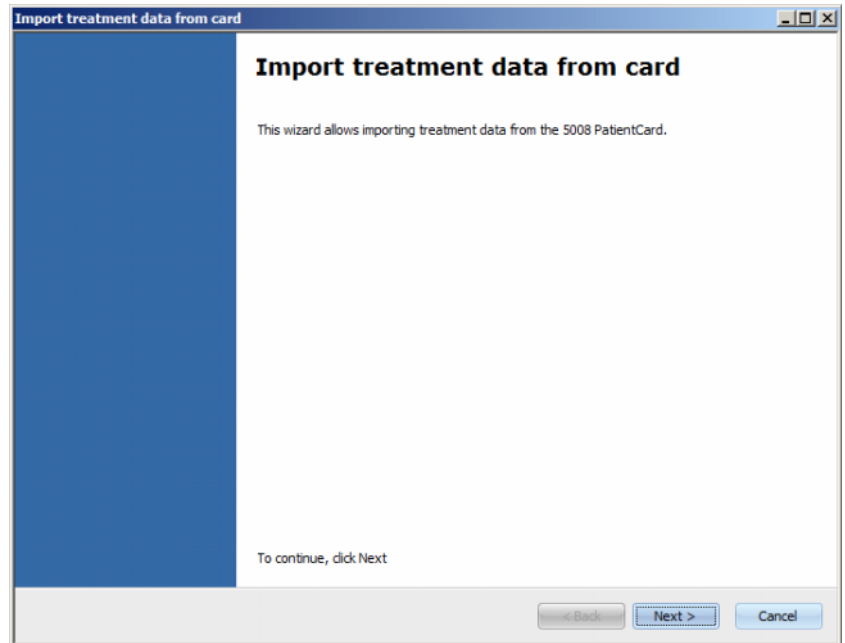 Import treatment data from card
Import treatment data from card
This wizard allows importing treatment data from the 5008 PatientCard.
To continue, click Next
< Back
Next >
Cancel